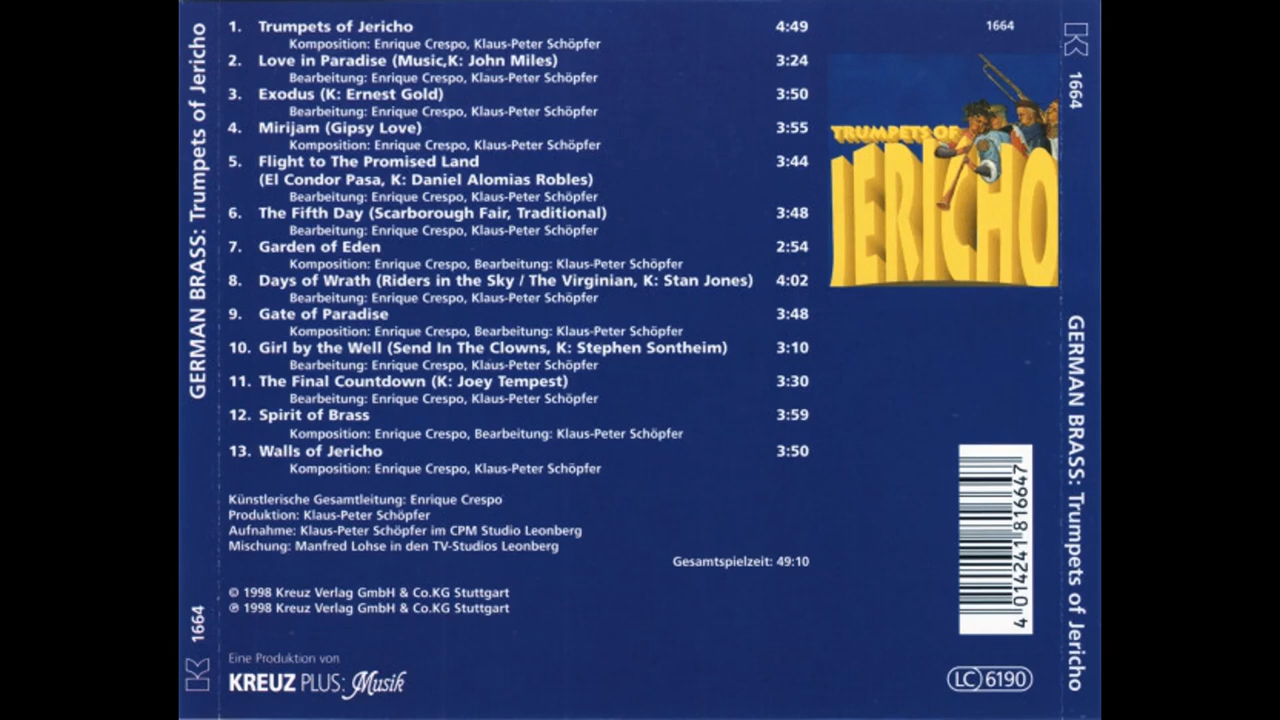 GERMAN BRASS: Trumpets of Jericho
1664
1. Trumpets of Jericho 4:49
Komposition: Enrique Crespo, Klaus-Peter Schöpfer
2. Love in Paradise (Music,K: John Miles) 3:24
Bearbeitung: Enrique Crespo, Klaus-Peter Schöpfer
3. Exodus (K: Ernest Gold) 3:50
Bearbeitung: Enrique Crespo, Klaus-Peter Schöpfer
4. Mirijam (Gipsy Love) 3:55
Komposition: Enrique Crespo, Klaus-Peter Schöpfer
5. Flight to The Promised Land 3:44
(El Condor Pasa, K: Daniel Alomias Robles)
Bearbeitung: Enrique Crespo, Klaus-Peter Schöpfer
6. The Fifth Day (Scarborough Fair, Traditional) 3:48
Bearbeitung: Enrique Crespo, Klaus-Peter Schöpfer
7. Garden of Eden 2:54
Komposition: Enrique Crespo, Bearbeitung: Klaus-Peter Schöpfer
8. Days of Wrath (Riders in the Sky / The Virginian, K: Stan Jones) 4:02
Bearbeitung: Enrique Crespo, Klaus-Peter Schöpfer
9. Gate of Paradise 3:48
Komposition: Enrique Crespo, Bearbeitung: Klaus-Peter Schöpfer
10. Girl by the Well (Send In The Clowns, K: Stephen Sontheim) 3:10
Bearbeitung: Enrique Crespo, Klaus-Peter Schöpfer
11. The Final Countdown (K: Joey Tempest) 3:30
Bearbeitung: Enrique Crespo, Klaus-Peter Schöpfer
12. Spirit of Brass 3:59
Komposition: Enrique Crespo, Bearbeitung: Klaus-Peter Schöpfer
13. Walls of Jericho 3:50
Komposition: Enrique Crespo, Klaus-Peter Schöpfer
Künstlerische Gesamtleitung: Enrique Crespo
Produktion: Klaus-Peter Schöpfer
Aufnahme: Klaus-Peter Schöpfer im CPM Studio Leonberg
Mischung: Manfred Lohse in den TV-Studios Leonberg
Gesamtspielzeit: 49:10
© 1998 Kreuz Verlag GmbH & Co.KG Stuttgart
℗ 1998 Kreuz Verlag GmbH & Co.KG Stuttgart
Eine Produktion von
KREUZ PLUS: Musik
1664
TRUMPETS OF
JERICHO
4 014241 816647
LC 6190
1664
GERMAN BRASS: Trumpets of Jericho